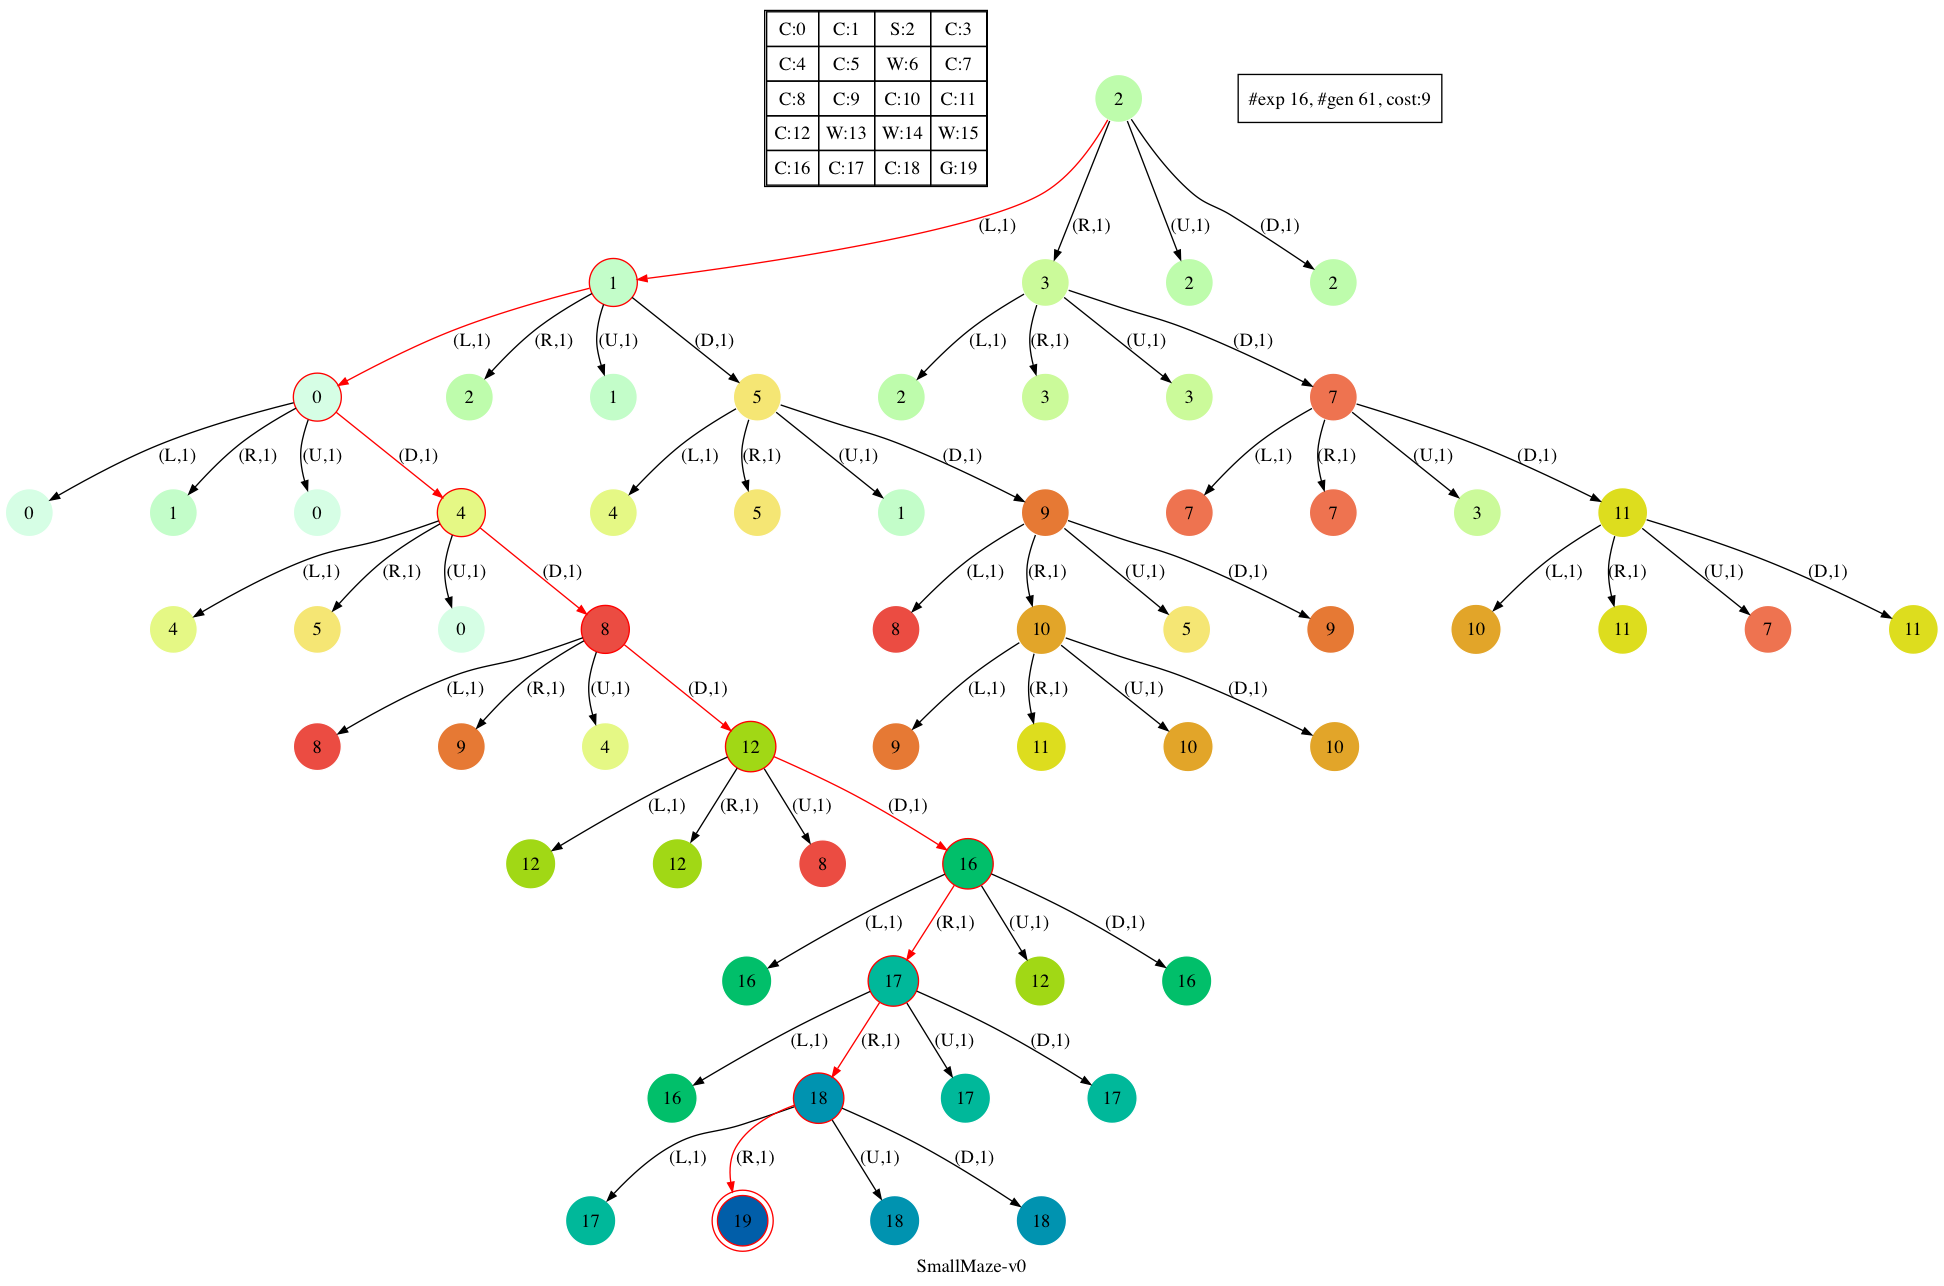 C:0 C:1 S:2 C:3
C:4 C:5 W:6 C:7
C:8 C:9 C:10 C:11
C:12 W:13 W:14 W:15
C:16 C:17 C:18 G:19
#exp 16, #gen 61, cost:9
2
(L,1) (R,1) (U,1) (D,1)
1 3 2 2
(L,1) (R,1) (U,1) (D,1) (L,1) (R,1) (U,1) (D,1)
0 2 1 5 2 3 3 7
(L,1) (R,1) (U,1) (D,1) (L,1) (R,1) (U,1) (D,1) (L,1) (R,1) (U,1) (D,1)
0 1 0 4 4 5 1 9 7 7 3 11
(L,1) (R,1) (U,1) (D,1) (L,1) (R,1) (U,1) (D,1) (L,1) (R,1) (U,1) (D,1)
4 5 0 8 8 10 5 9 10 11 7 11
(L,1) (R,1) (U,1) (D,1) (L,1) (R,1) (U,1) (D,1)
8 9 4 12 9 11 10 10
(L,1) (R,1) (U,1) (D,1)
12 12 8 16
(L,1) (R,1) (U,1) (D,1)
16 17 12 16
(L,1) (R,1) (U,1) (D,1)
16 18 17 17
(L,1) (R,1) (U,1) (D,1)
17 19 18 18
SmallMaze-v0